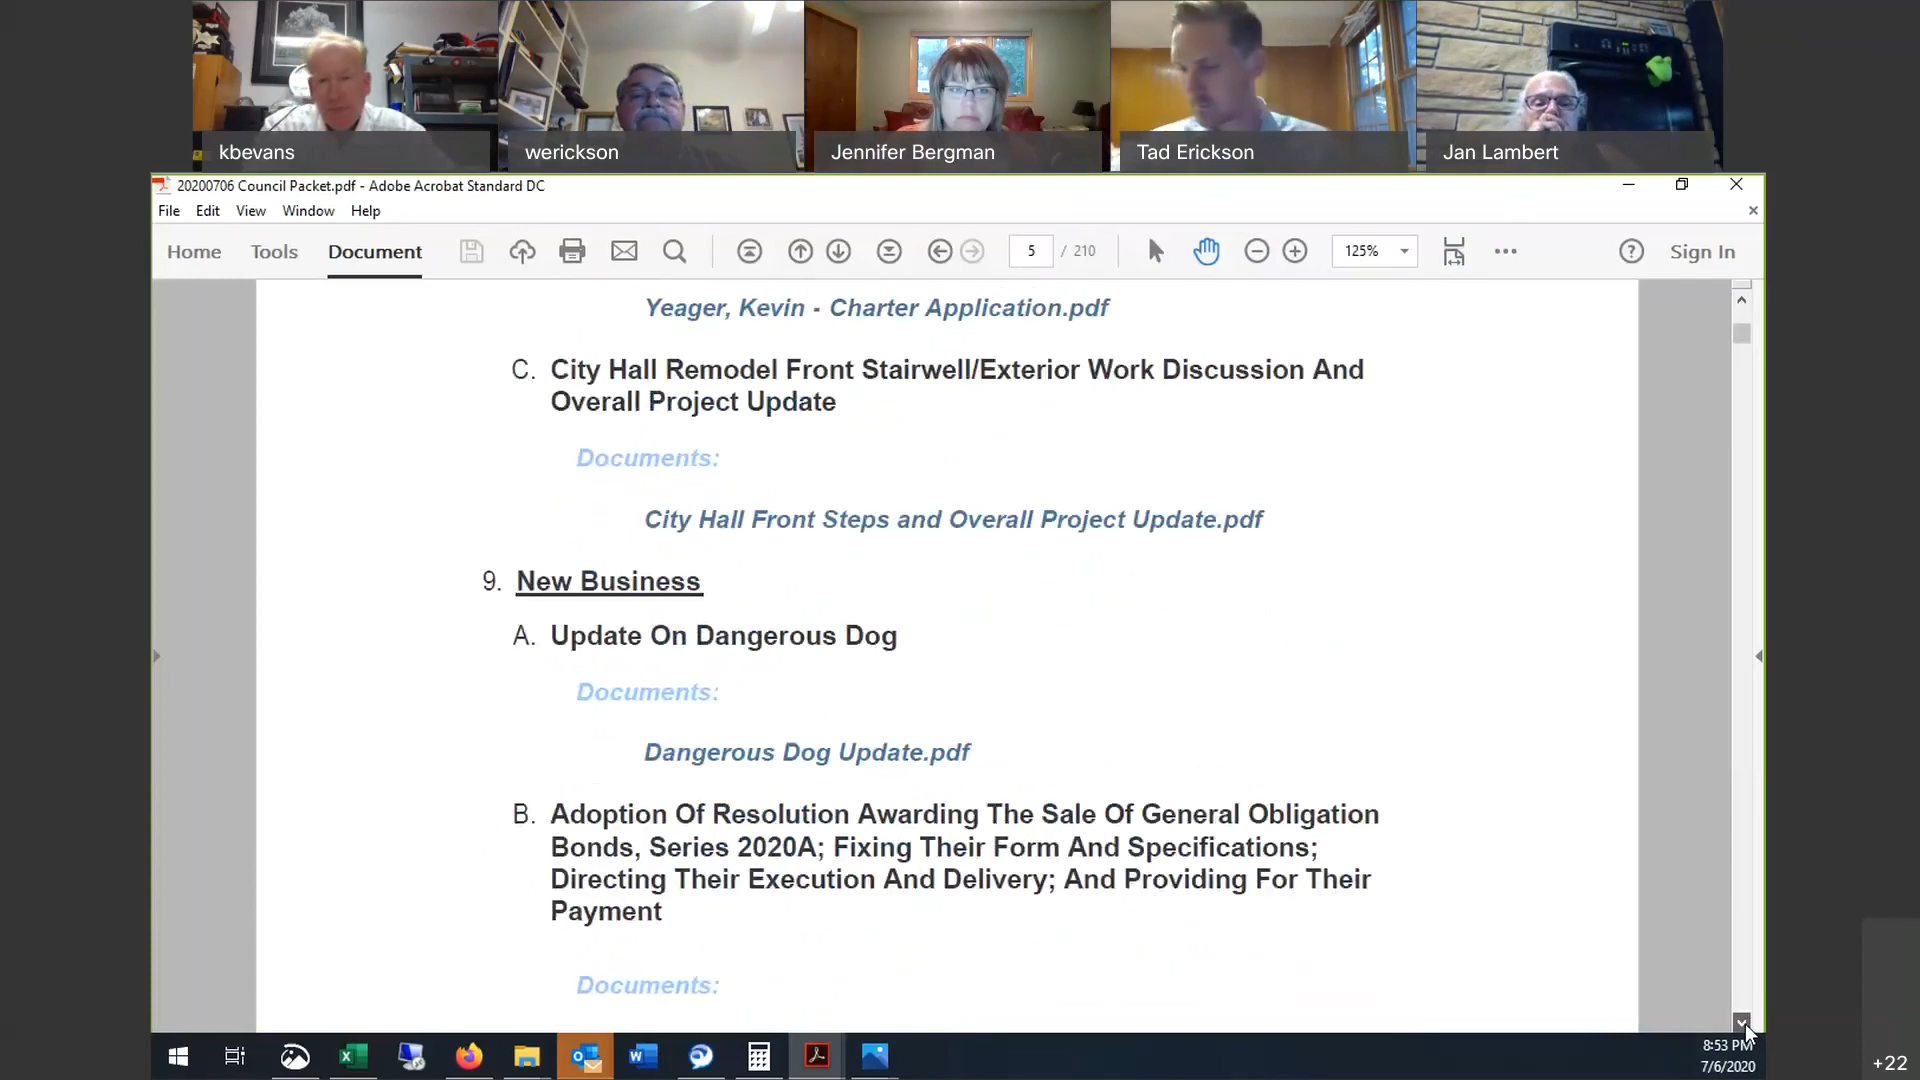 kbevans
werickson
Jennifer Bergman
Tad Erickson
Jan Lambert
20200706 Council Packet.pdf - Adobe Acrobat Standard DC
File Edit View Window Help
Home Tools Document 5 / 210 125% Sign In
Yeager, Kevin - Charter Application.pdf
C. City Hall Remodel Front Stairwell/Exterior Work Discussion And
Overall Project Update
Documents:
City Hall Front Steps and Overall Project Update.pdf
9. New Business
A. Update On Dangerous Dog
Documents:
Dangerous Dog Update.pdf
B. Adoption Of Resolution Awarding The Sale Of General Obligation
Bonds, Series 2020A; Fixing Their Form And Specifications;
Directing Their Execution And Delivery; And Providing For Their
Payment
Documents:
8:53 PM
7/6/2020
+22